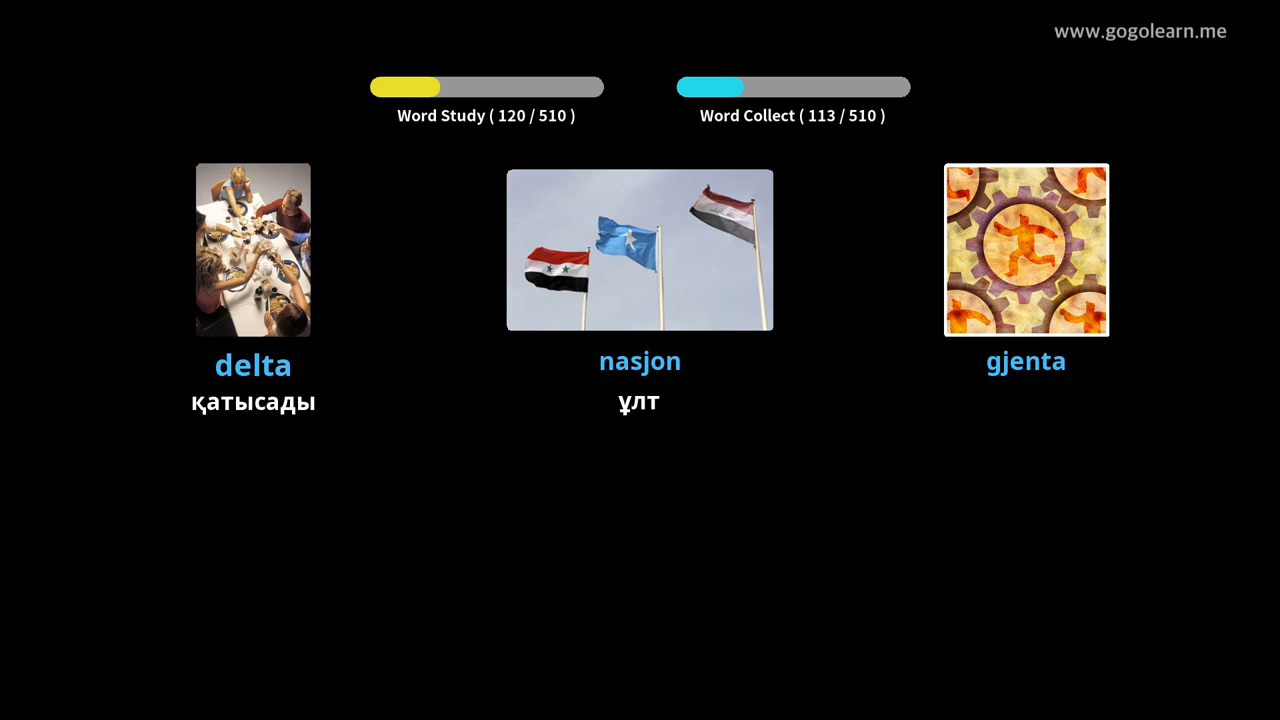 www.gogolearn.me
Word Study ( 120 / 510 )
Word Collect ( 113 / 510 )
delta
nasjon
gjenta
қатысады
ұлт